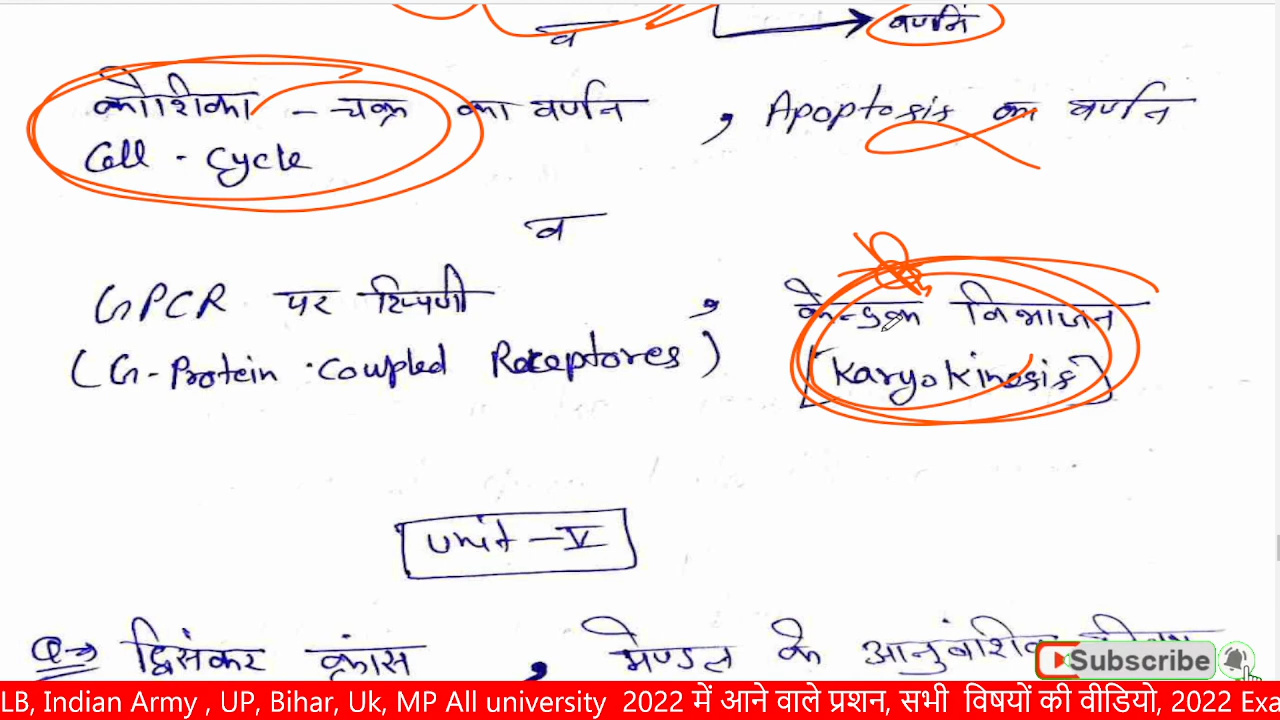 व वर्णन
कोशिका - चक्र का वर्णन , Apoptosis का वर्णन
Cell - Cycle
व
GPCR पर टिप्पणी , केन्द्रक विभाजन
(G-Protein-Coupled Receptores) [Karyokinesis]
Unit - V
Q→ द्विसंकर क्रास , मेण्डल के आनुवांशिक
Subscribe
LB, Indian Army , UP, Bihar, Uk, MP All university 2022 में आने वाले प्रशन, सभी विषयों की वीडियो, 2022 Exa